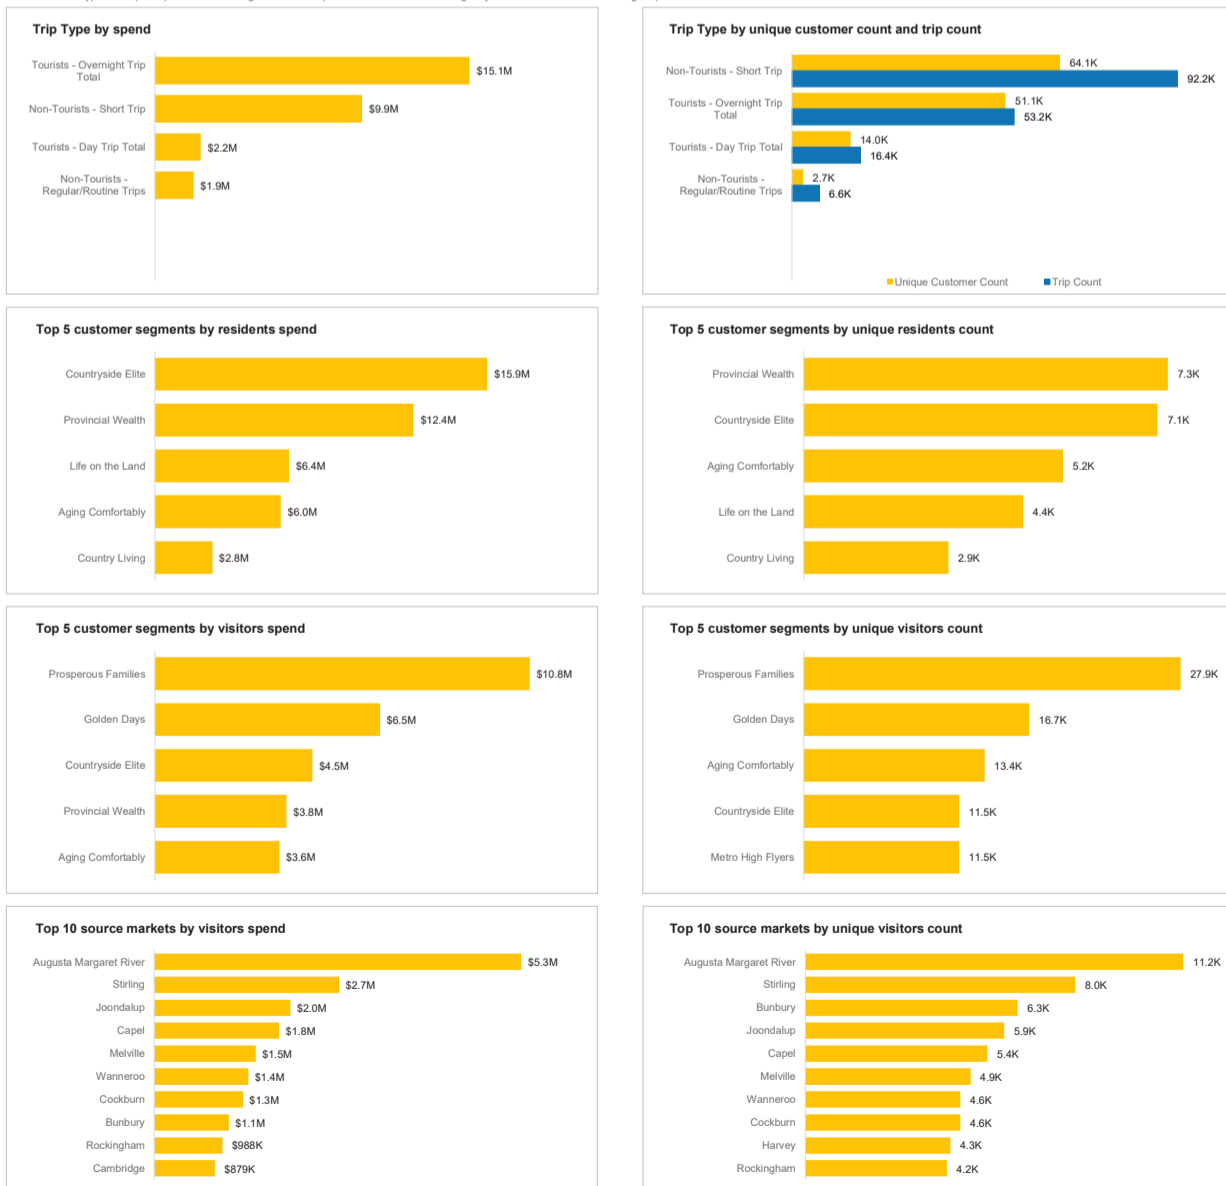 Trip Type by spend
Tourists - Overnight Trip
Total
$15.1M
Non-Tourists - Short Trip
$9.9M
Tourists - Day Trip Total
$2.2M
Non-Tourists -
Regular/Routine Trips
$1.9M
Trip Type by unique customer count and trip count
Non-Tourists - Short Trip
64.1K
92.2K
Tourists - Overnight Trip
Total
51.1K
53.2K
Tourists - Day Trip Total
14.0K
16.4K
Non-Tourists -
Regular/Routine Trips
2.7K
6.6K
Unique Customer Count
Trip Count
Top 5 customer segments by residents spend
Countryside Elite
$15.9M
Provincial Wealth
$12.4M
Life on the Land
$6.4M
Aging Comfortably
$6.0M
Country Living
$2.8M
Top 5 customer segments by unique residents count
Provincial Wealth
7.3K
Countryside Elite
7.1K
Aging Comfortably
5.2K
Life on the Land
4.4K
Country Living
2.9K
Top 5 customer segments by visitors spend
Prosperous Families
$10.8M
Golden Days
$6.5M
Countryside Elite
$4.5M
Provincial Wealth
$3.8M
Aging Comfortably
$3.6M
Top 5 customer segments by unique visitors count
Prosperous Families
27.9K
Golden Days
16.7K
Aging Comfortably
13.4K
Countryside Elite
11.5K
Metro High Flyers
11.5K
Top 10 source markets by visitors spend
Augusta Margaret River
$5.3M
Stirling
$2.7M
Joondalup
$2.0M
Capel
$1.8M
Melville
$1.5M
Wanneroo
$1.4M
Cockburn
$1.3M
Bunbury
$1.1M
Rockingham
$988K
Cambridge
$879K
Top 10 source markets by unique visitors count
Augusta Margaret River
11.2K
Stirling
8.0K
Bunbury
6.3K
Joondalup
5.9K
Capel
5.4K
Melville
4.9K
Wanneroo
4.6K
Cockburn
4.6K
Harvey
4.3K
Rockingham
4.2K